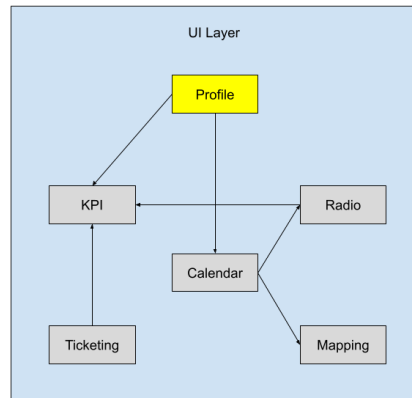 UI Layer
Profile
KPI
Radio
Calendar
Ticketing
Mapping